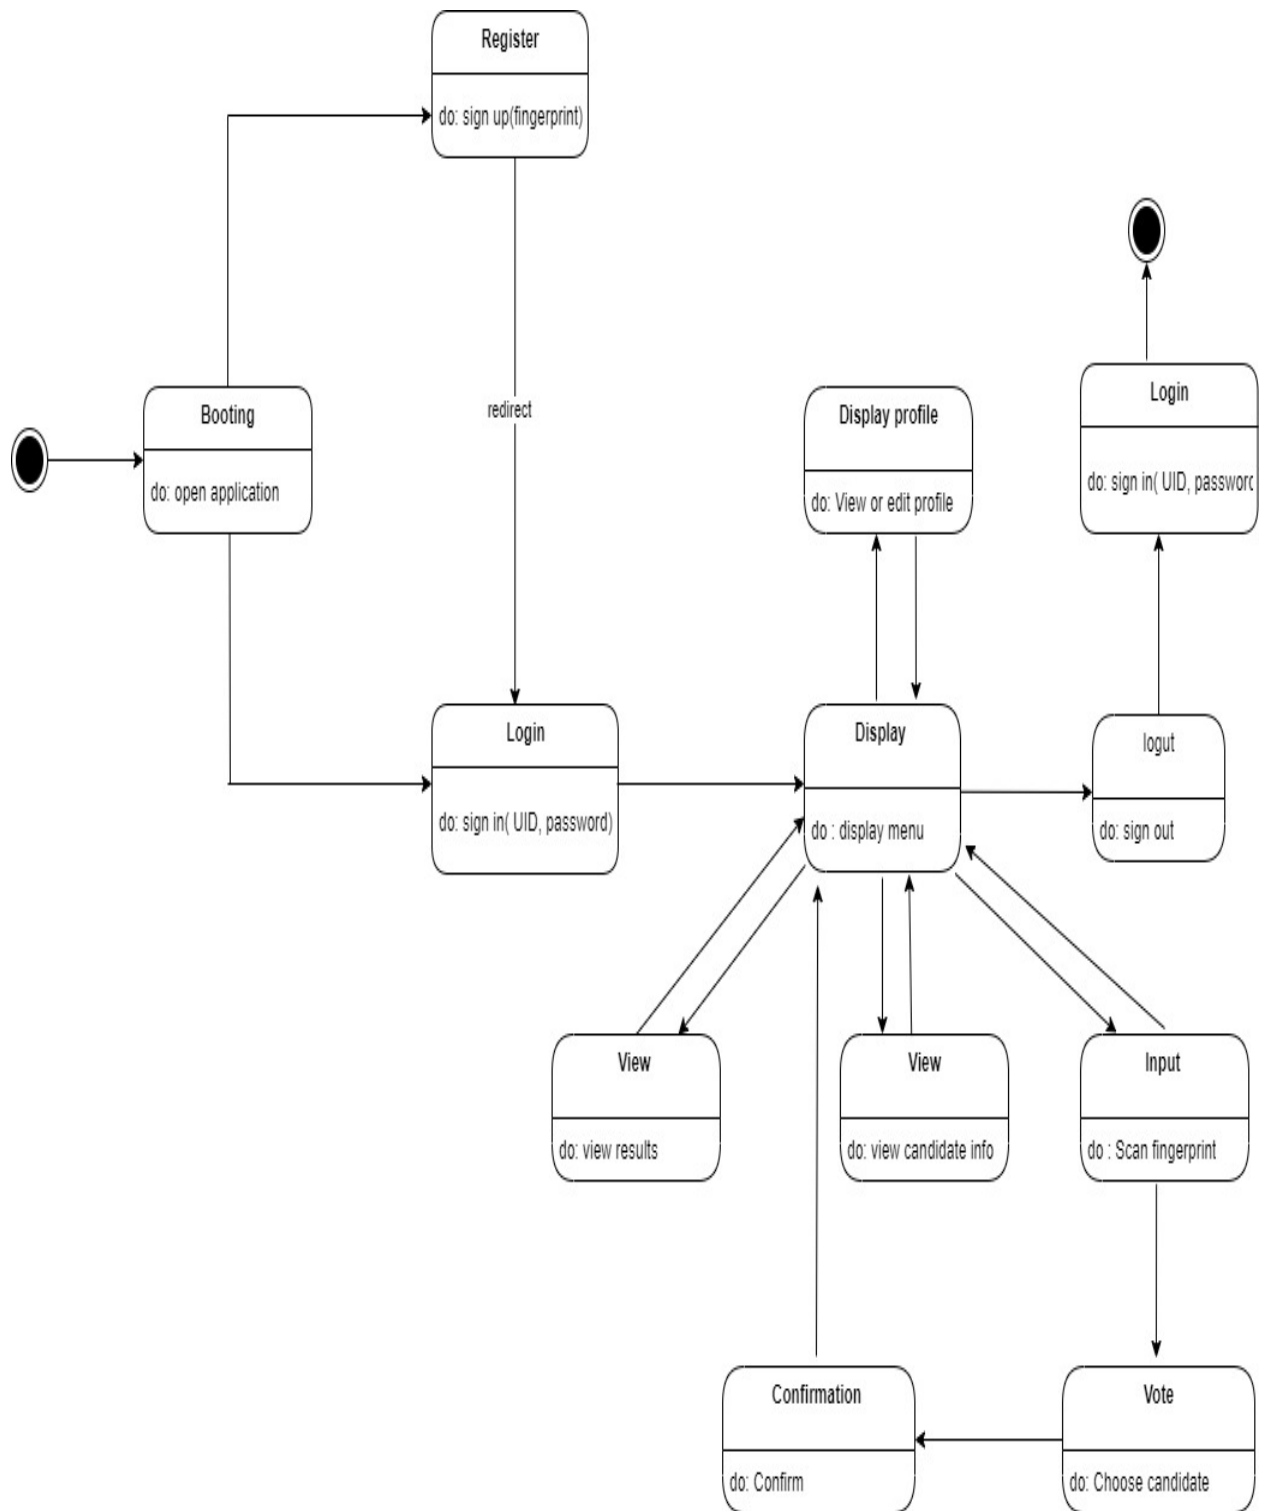 Register
do: sign up(fingerprint)
Booting
do: open application
redirect
Display profile
do: View or edit profile
Login
do: sign in( UID, password
Login
do: sign in( UID, password)
Display
do : display menu
logut
do: sign out
View
do: view results
View
do: view candidate info
Input
do : Scan fingerprint
Confirmation
do: Confirm
Vote
do: Choose candidate